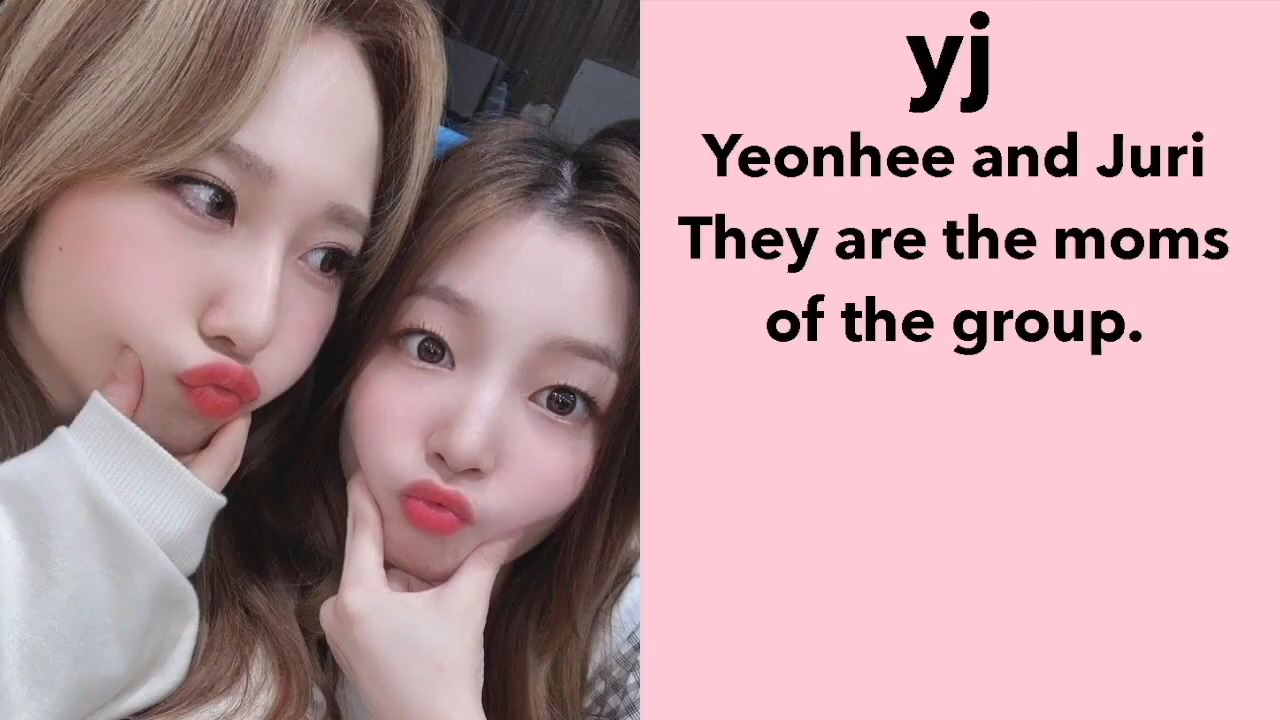 yj
Yeonhee and Juri
They are the moms
of the group.